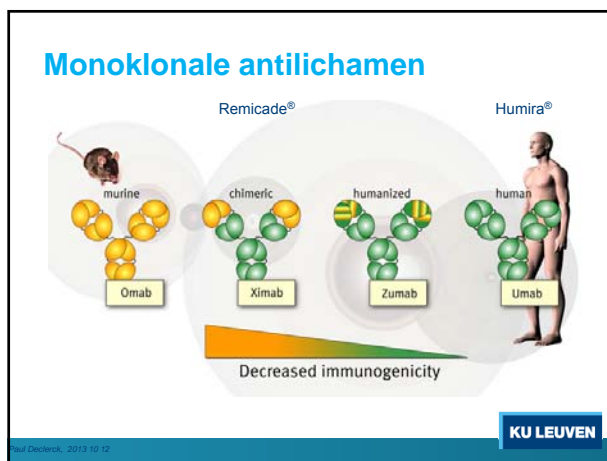 Monoklonale antilichamen
Remicade® Humira®
murine chimeric humanized human
Omab Ximab Zumab Umab
Decreased immunogenicity
KU LEUVEN
Paul Declerck, 2013 10 12